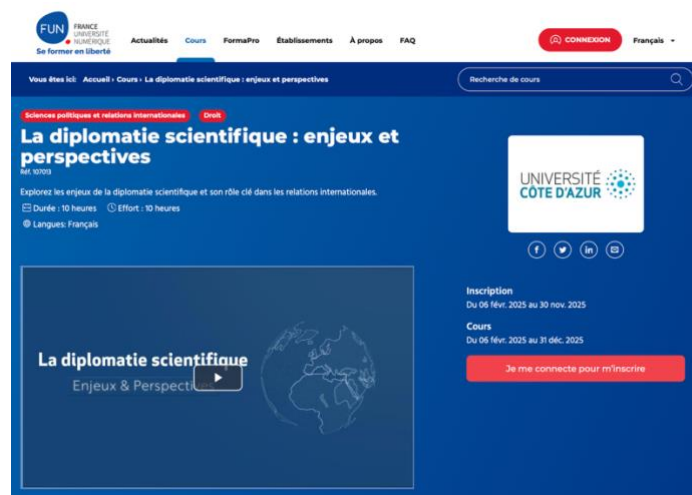 FUN FRANCE
UNIVERSITÉ
NUMÉRIQUE
Se former en liberté
Actualités Cours FormaPro Établissements À propos FAQ
CONNEXION
Français
Vous êtes ici: Accueil › Cours › La diplomatie scientifique : enjeux et perspectives
Recherche de cours
Sciences politiques et relations internationales Droit
La diplomatie scientifique : enjeux et
perspectives
Réf. 107013
Explorez les enjeux de la diplomatie scientifique et son rôle clé dans les relations internationales.
Durée : 10 heures Effort : 10 heures
Langues: Français
La diplomatie scientifique
Enjeux & Perspectives
UNIVERSITÉ
CÔTE D'AZUR
Inscription
Du 06 févr. 2025 au 30 nov. 2025
Cours
Du 06 févr. 2025 au 31 déc. 2025
Je me connecte pour m'inscrire